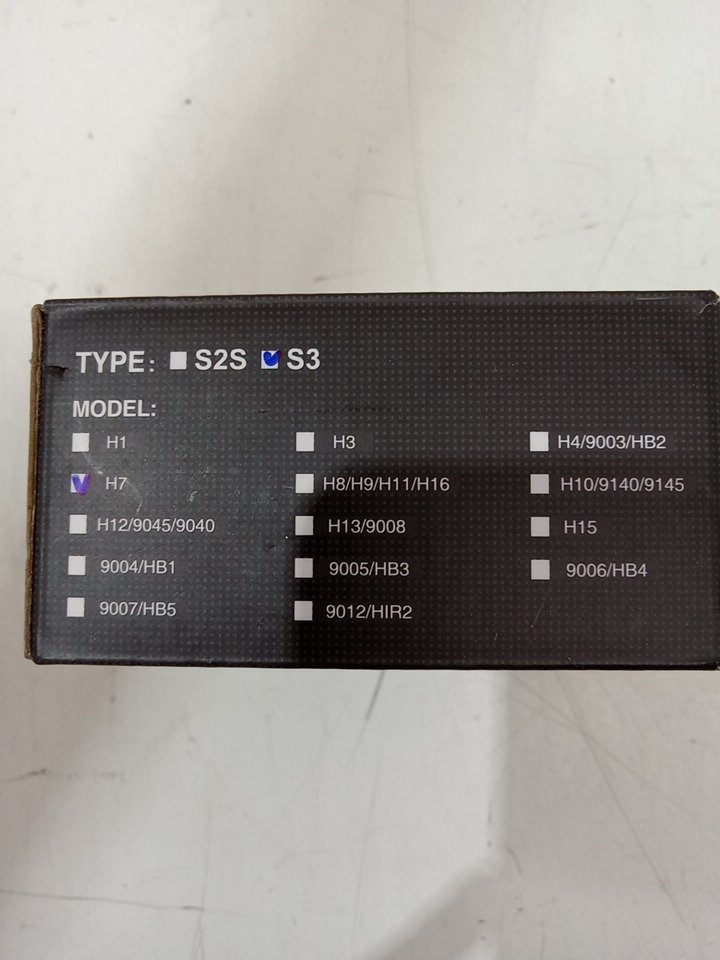 TYPE: S2S S3
MODEL:
H1 H3 H4/9003/HB2
H7 H8/H9/H11/H16 H10/9140/9145
H12/9045/9040 H13/9008 H15
9004/HB1 9005/HB3 9006/HB4
9007/HB5 9012/HIR2